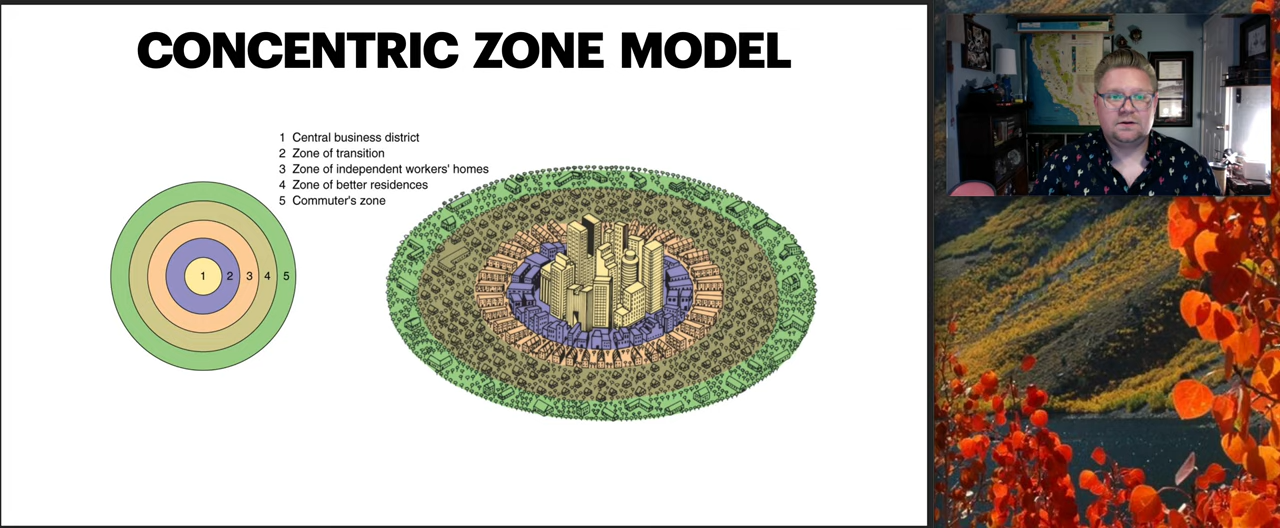 CONCENTRIC ZONE MODEL
1 Central business district
2 Zone of transition
3 Zone of independent workers' homes
4 Zone of better residences
5 Commuter's zone
1 2 3 4 5